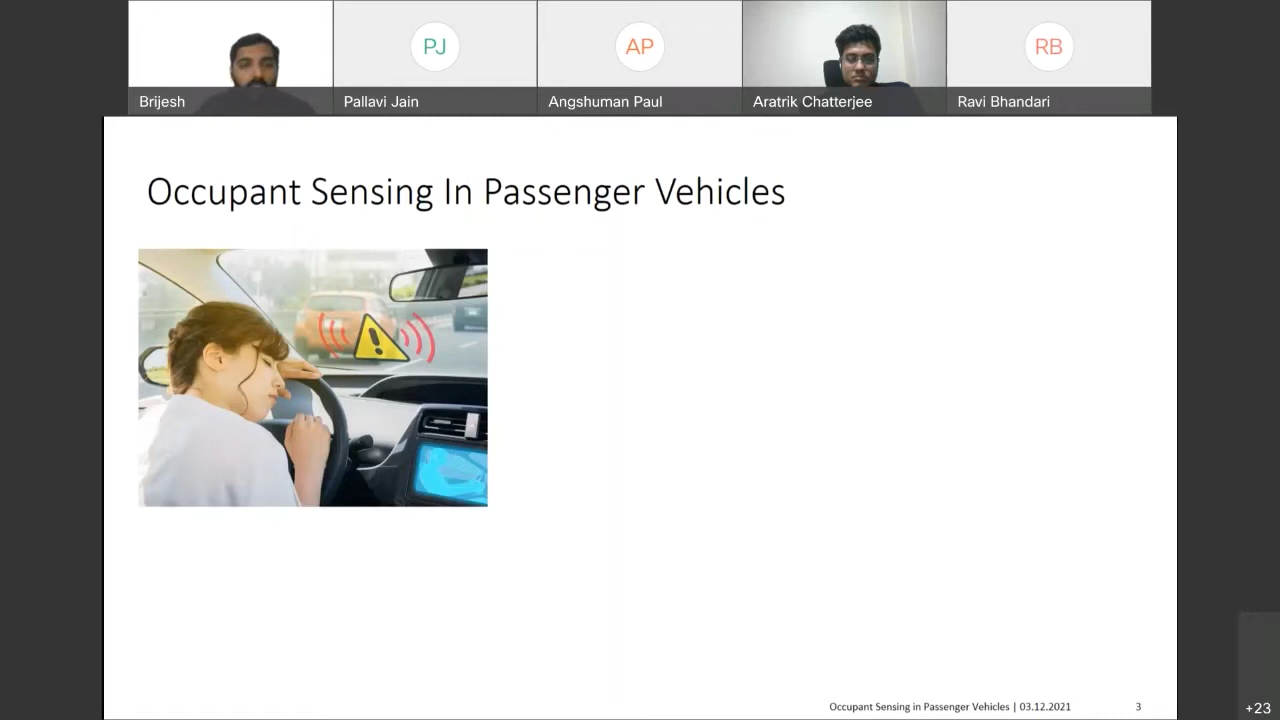 PJ
AP
RB
Brijesh
Pallavi Jain
Angshuman Paul
Aratrik Chatterjee
Ravi Bhandari
Occupant Sensing In Passenger Vehicles
!
Occupant Sensing in Passenger Vehicles | 03.12.2021
3
+23